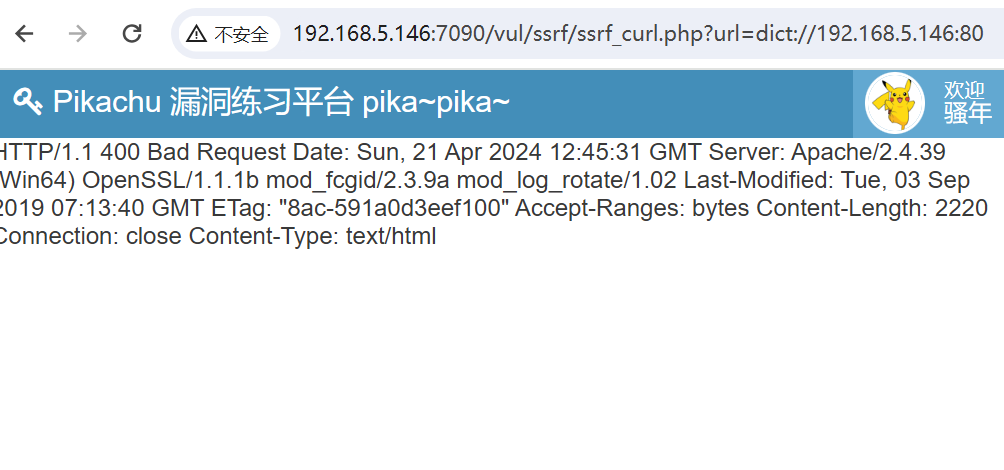 不安全 192.168.5.146:7090/vul/ssrf/ssrf_curl.php?url=dict://192.168.5.146:80
Pikachu 漏洞练习平台 pika~pika~
欢迎
骚年
HTTP/1.1 400 Bad Request Date: Sun, 21 Apr 2024 12:45:31 GMT Server: Apache/2.4.39
(Win64) OpenSSL/1.1.1b mod_fcgid/2.3.9a mod_log_rotate/1.02 Last-Modified: Tue, 03 Sep
2019 07:13:40 GMT ETag: "8ac-591a0d3eef100" Accept-Ranges: bytes Content-Length: 2220
Connection: close Content-Type: text/html